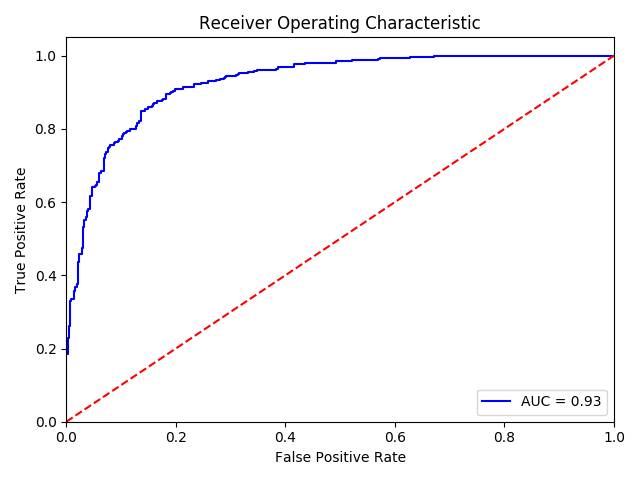 Receiver Operating Characteristic
1.0
0.8
0.6
0.4
0.2
0.0
True Positive Rate
AUC = 0.93
0.0 0.2 0.4 0.6 0.8 1.0
False Positive Rate